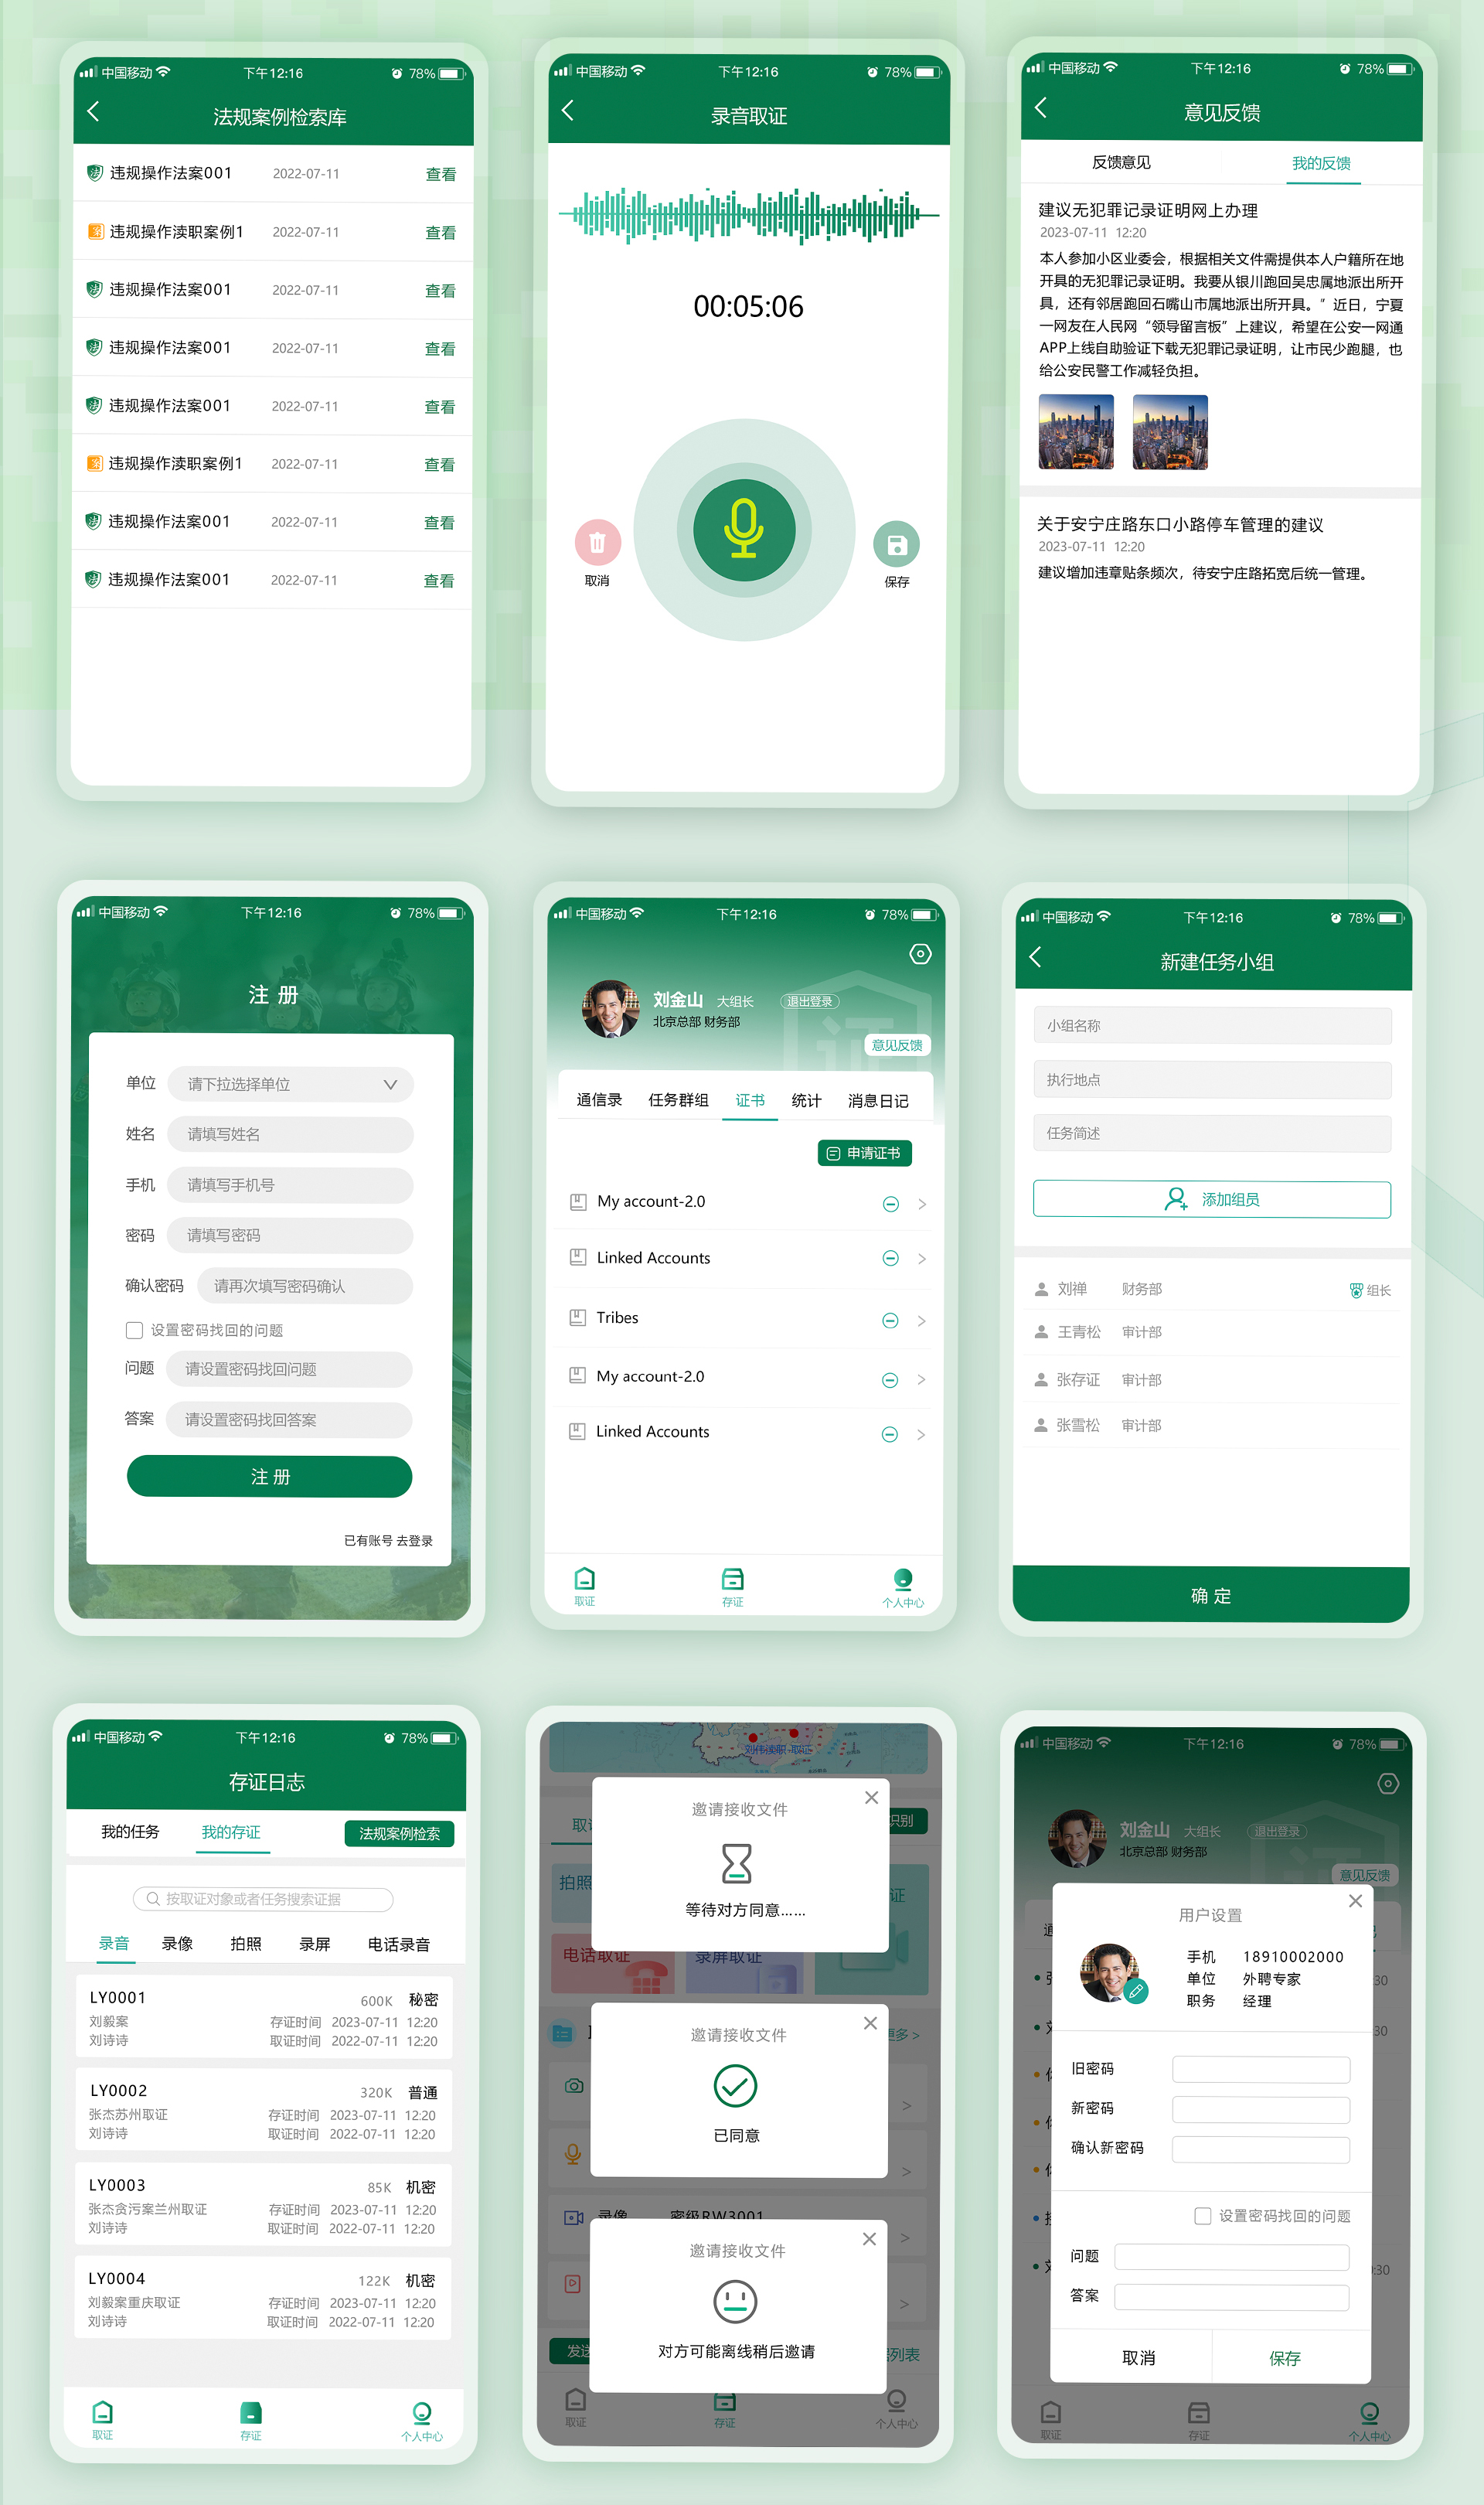 中国移动 下午12:16 78%
法规案例检索库
违规操作法案001 2022-07-11 查看
违规操作渎职案例1 2022-07-11 查看
违规操作法案001 2022-07-11 查看
违规操作法案001 2022-07-11 查看
违规操作法案001 2022-07-11 查看
违规操作渎职案例1 2022-07-11 查看
违规操作法案001 2022-07-11 查看
违规操作法案001 2022-07-11 查看
中国移动 下午12:16 78%
录音取证
00:05:06
取消
保存
中国移动 下午12:16 78%
意见反馈
反馈意见 我的反馈
建议无犯罪记录证明网上办理
2023-07-11 12:20
本人参加小区业委会，根据相关文件需提供本人户籍所在地
开具的无犯罪记录证明。我要从银川跑回吴忠属地派出所开
具，还有邻居跑回石嘴山市属地派出所开具。”近日，宁夏
一网友在人民网“领导留言板”上建议，希望在公安一网通
APP上线自助验证下载无犯罪记录证明，让市民少跑腿，也
给公安民警工作减轻负担。
关于安宁庄路东口小路停车管理的建议
2023-07-11 12:20
建议增加违章贴条频次，待安宁庄路拓宽后统一管理。
中国移动 下午12:16 78%
注 册
单位 请下拉选择单位
姓名 请填写姓名
手机 请填写手机号
密码 请填写密码
确认密码 请再次填写密码确认
设置密码找回的问题
问题 请设置密码找回问题
答案 请设置密码找回答案
注 册
已有账号 去登录
中国移动 下午12:16 78%
刘金山 大组长 退出登录
北京总部 财务部
意见反馈
通信录 任务群组 证书 统计 消息日记
申请证书
My account-2.0
Linked Accounts
Tribes
My account-2.0
Linked Accounts
取证 存证 个人中心
中国移动 下午12:16 78%
新建任务小组
小组名称
执行地点
任务简述
添加组员
刘禅 财务部 组长
王青松 审计部
张存证 审计部
张雪松 审计部
确 定
中国移动 下午12:16 78%
存证日志
我的任务 我的存证 法规案例检索
按取证对象或者任务搜索证据
录音 录像 拍照 录屏 电话录音
LY0001 600K 秘密
刘毅案 存证时间 2023-07-11 12:20
刘诗诗 取证时间 2022-07-11 12:20
LY0002 320K 普通
张杰苏州取证 存证时间 2023-07-11 12:20
刘诗诗 取证时间 2022-07-11 12:20
LY0003 85K 机密
张杰贪污案兰州取证 存证时间 2023-07-11 12:20
刘诗诗 取证时间 2022-07-11 12:20
LY0004 122K 机密
刘毅案重庆取证 存证时间 2023-07-11 12:20
刘诗诗 取证时间 2022-07-11 12:20
取证 存证 个人中心
刘伟渎职-取证
识别
邀请接收文件
等待对方同意......
拍照 证
电话取证 录屏取证
更多 >
邀请接收文件
已同意
录像 密级RW3001
邀请接收文件
对方可能离线稍后邀请
发送 列表
取证 存证 个人中心
中国移动 下午12:16 78%
刘金山 大组长 退出登录
北京总部 财务部
意见反馈
用户设置
手机 18910002000
单位 外聘专家
职务 经理
旧密码
新密码
确认新密码
设置密码找回的问题
问题
答案
取消 保存
取证 存证 个人中心